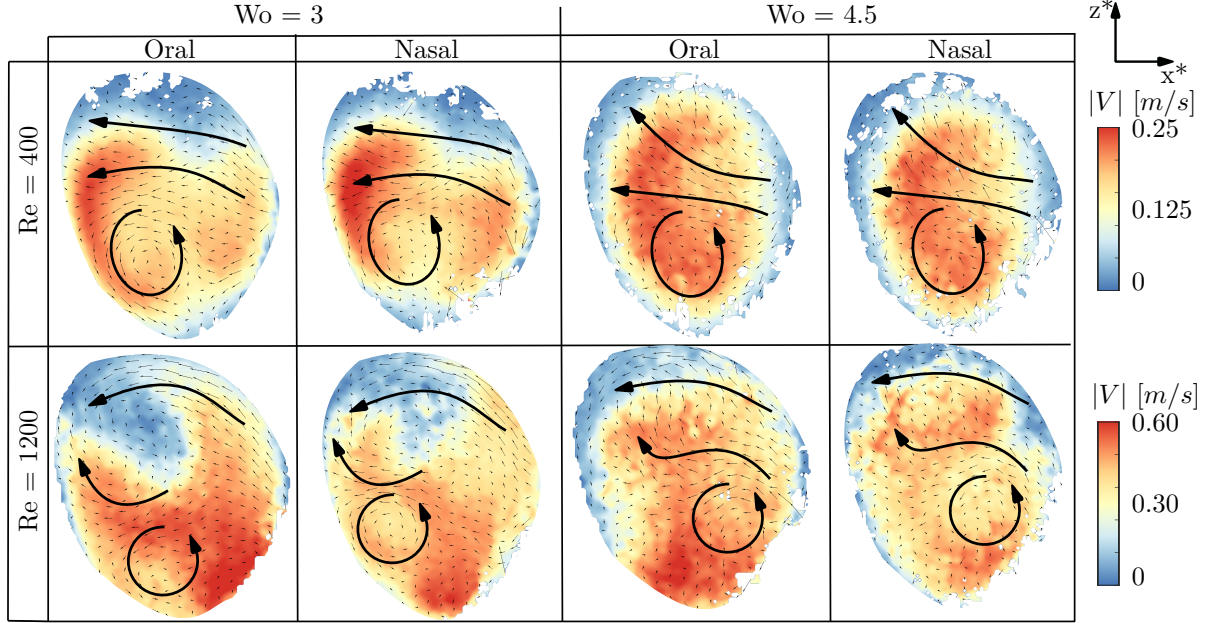 Wo = 3
Wo = 4.5
Oral
Nasal
Oral
Nasal
z*
x*
Re = 400
|V| [m/s]
0.25
0.125
0
Re = 1200
|V| [m/s]
0.60
0.30
0